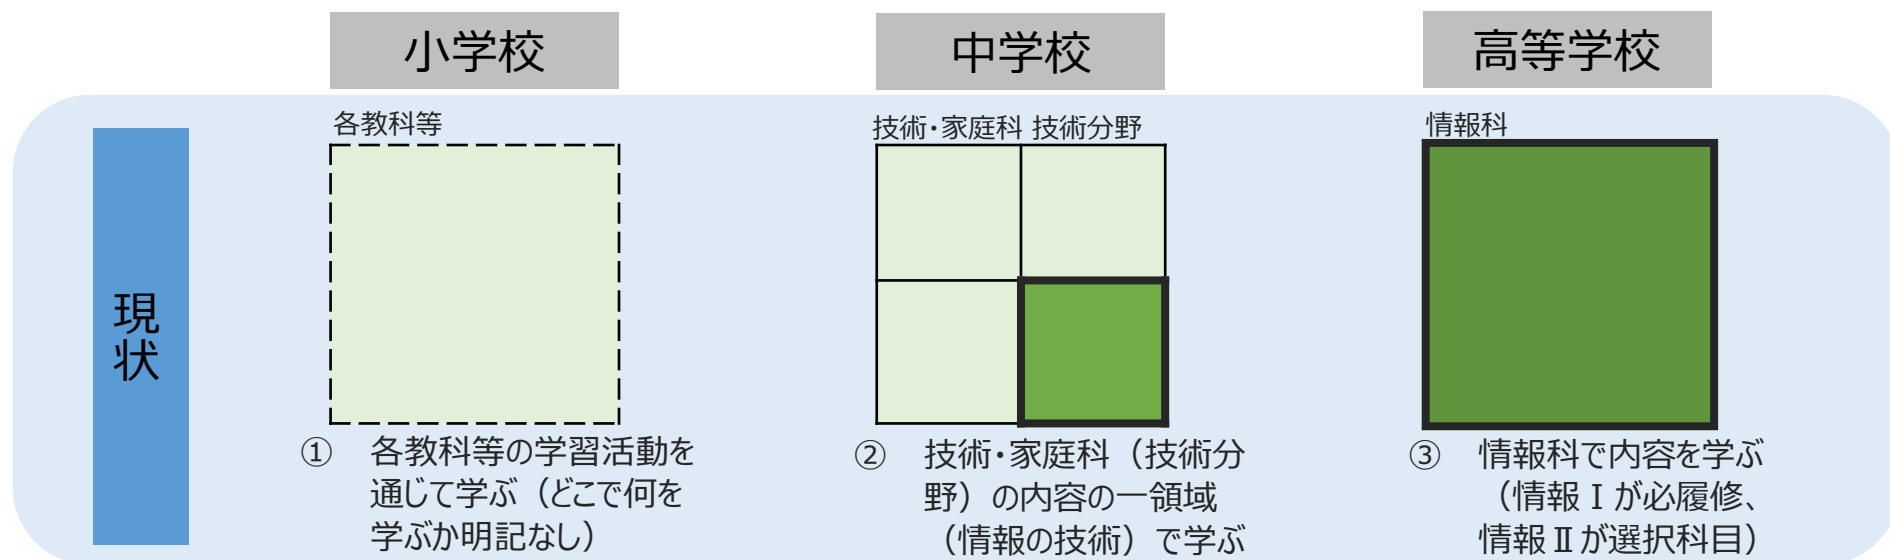 小学校
中学校
高等学校
現状
各教科等
① 各教科等の学習活動を
通じて学ぶ（どこで何を
学ぶか明記なし）
技術・家庭科 技術分野
② 技術・家庭科（技術分
野）の内容の一領域
（情報の技術）で学ぶ
情報科
③ 情報科で内容を学ぶ
（情報Ⅰが必履修、
情報Ⅱが選択科目）